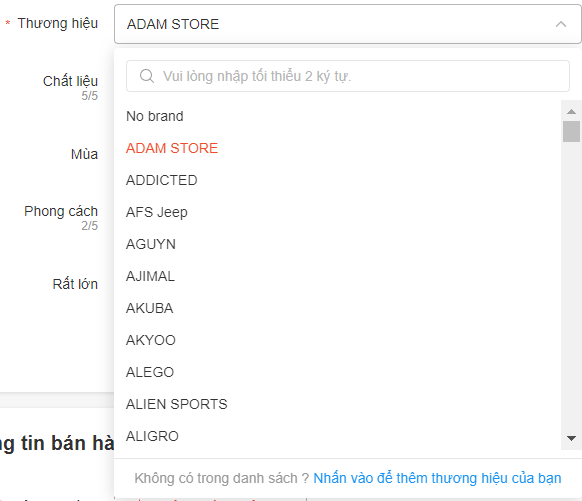 * Thương hiệu
ADAM STORE
Vui lòng nhập tối thiểu 2 ký tự.
Chất liệu
5/5
No brand
Mùa
ADAM STORE
ADDICTED
Phong cách
2/5
AFS Jeep
AGUYN
Rất lớn
AJIMAL
AKUBA
AKYOO
ALEGO
ALIEN SPORTS
ng tin bán hà
ALIGRO
Không có trong danh sách ? Nhấn vào để thêm thương hiệu của bạn